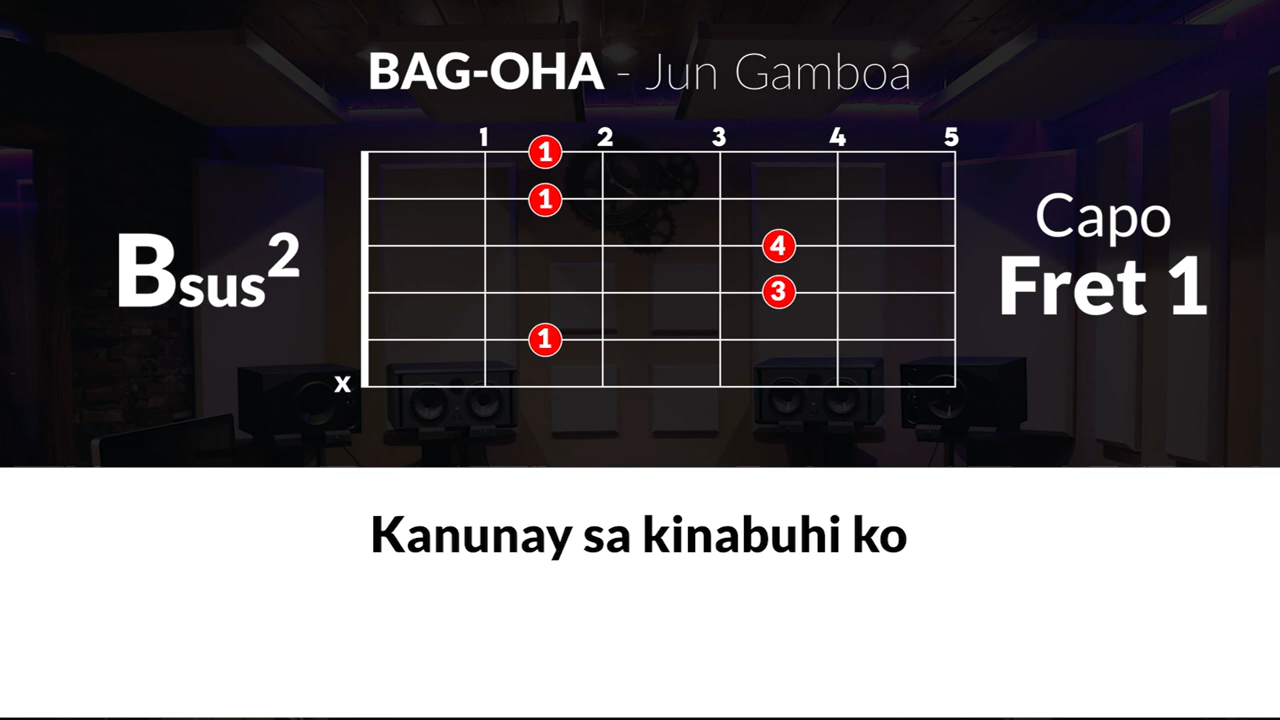 BAG-OHA - Jun Gamboa
1 2 3 4 5
1
1
4
3
1
x
Bsus2
Capo
Fret 1
Kanunay sa kinabuhi ko